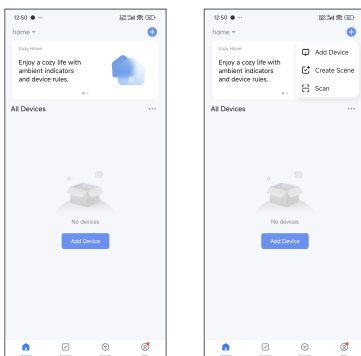 12:50
home
Cozy Home
Enjoy a cozy life with
ambient indicators
and device rules.
All Devices
No devices
Add Device
12:50
home
Cozy Home
Enjoy a cozy life with
ambient indicators
and device rules.
Add Device
Create Scene
Scan
All Devices
No devices
Add Device